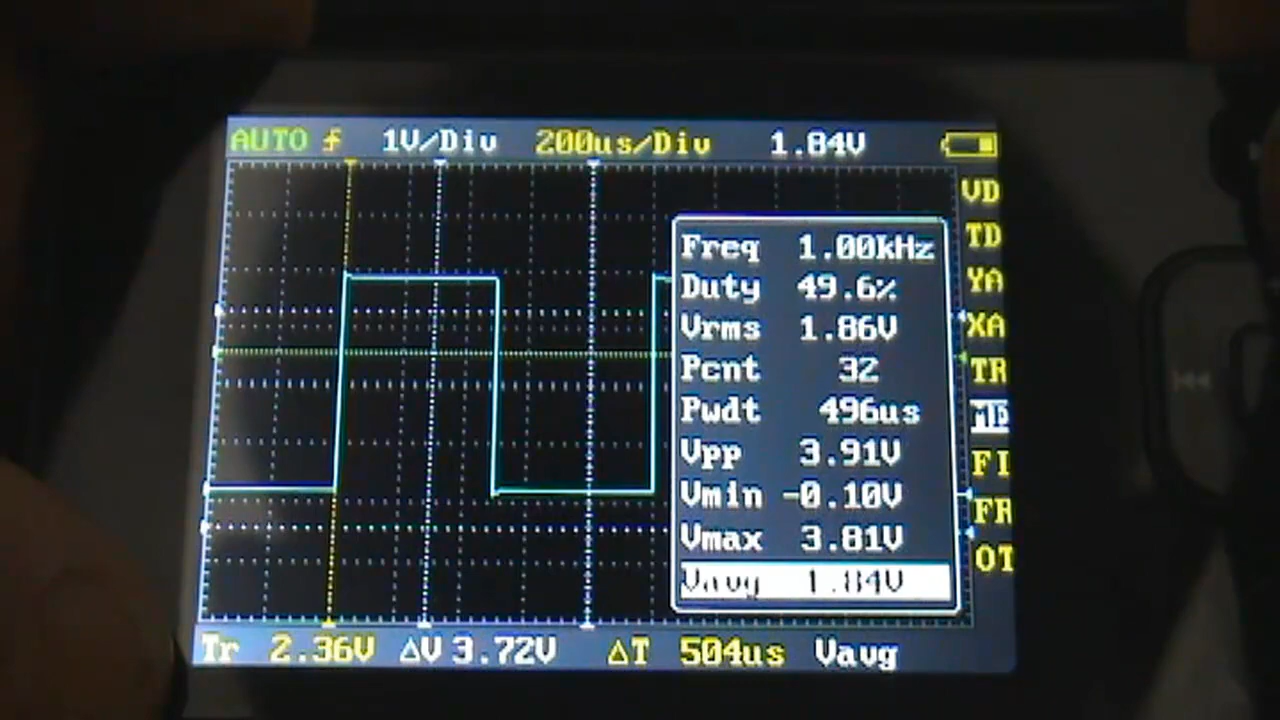 AUTO 1V/Div 200us/Div 1.84V
VD
TD
YA
XA
TR
MD
FI
FR
OT
Freq 1.00kHz
Duty 49.6%
Vrms 1.86V
Pcnt 32
Pwdt 496us
Vpp 3.91V
Vmin -0.10V
Vmax 3.81V
Vavg 1.84V
Tr 2.36V ΔV 3.72V ΔT 504us Vavg